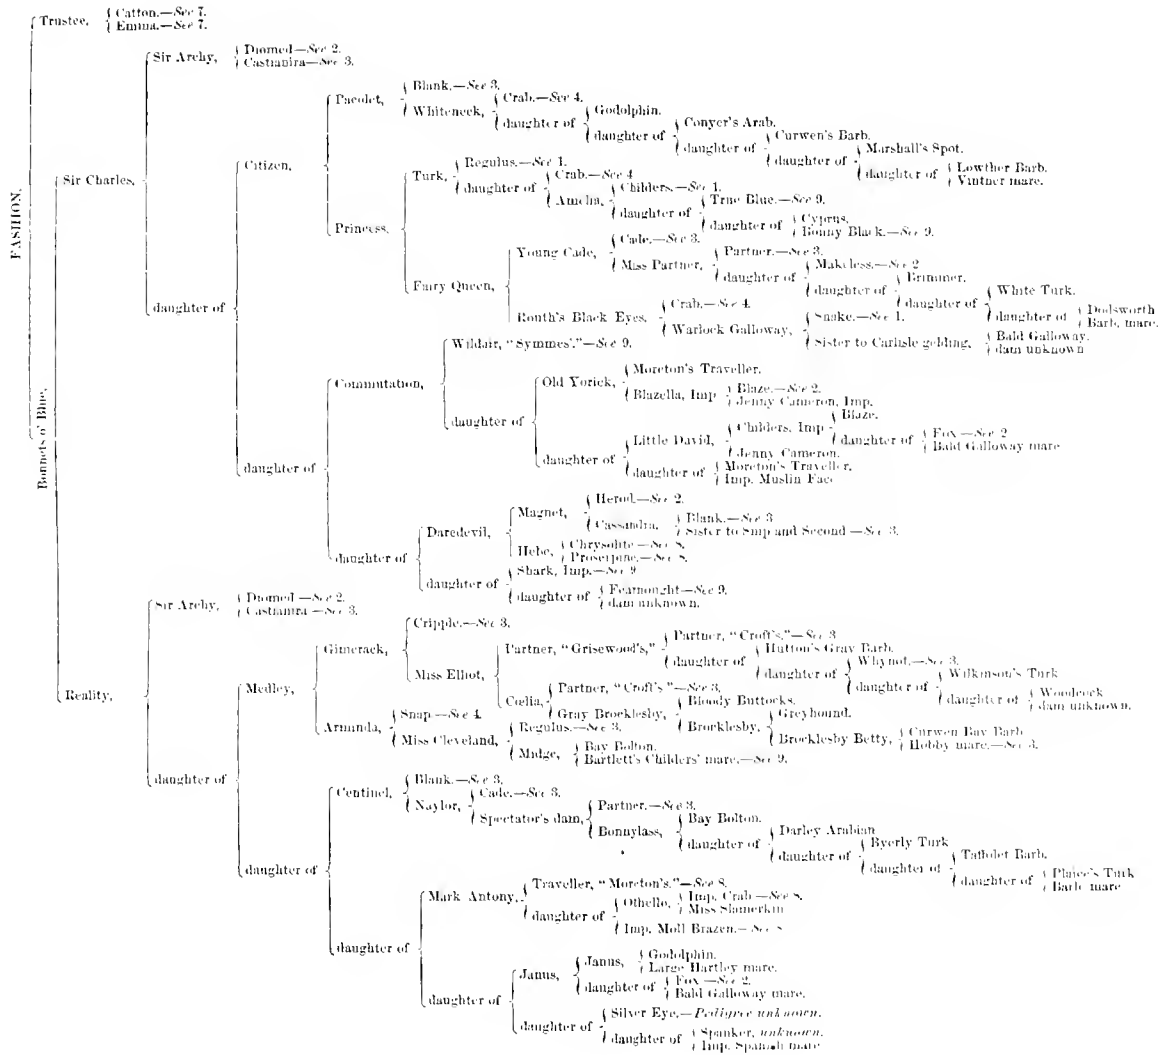 FASHION.
Trustee,
Catton.—See 7.
Emma.—See 7.
Bonnets o' Blue,
Sir Charles,
Sir Archy,
Diomed—See 2.
Castianira—See 3.
daughter of
Citizen,
Pacolet,
Blank.—See 3.
Whiteneck,
Crab.—See 4.
daughter of
Godolphin.
daughter of
Conyer's Arab.
daughter of
Curwen's Barb.
daughter of
Marshall's Spot.
daughter of
Lowther Barb.
Vintner mare.
Princess,
Turk,
Regulus.—See 1.
daughter of
Crab.—See 4
Amelia,
Childers.—See 1.
daughter of
True Blue.—See 9.
daughter of
Cyprus,
Bonny Black.—See 9.
Fairy Queen,
Young Cade,
Cade.—See 3.
Miss Partner,
Partner.—See 3.
daughter of
Makeless.—See 2
daughter of
Brimmer.
daughter of
White Turk.
daughter of
Dodsworth
Barb. mare.
Routh's Black Eyes,
Crab.—See 4.
Warlock Galloway,
Snake.—See 1.
Sister to Carlisle gelding,
Bald Galloway.
dam unknown
daughter of
Commutation,
Wildair, "Symmes'."—See 9.
daughter of
Old Yorick,
Moreton's Traveller.
Blazella, Imp
Blaze.—See 2.
Jenny Cameron, Imp.
daughter of
Little David,
Childers, Imp
Blaze.
daughter of
Fox—See 2
Bald Galloway mare
Jenny Cameron.
daughter of
Moreton's Traveller.
Imp. Muslin Face
daughter of
Daredevil,
Magnet,
Herod.—See 2.
Cassandra,
Blank.—See 3
Sister to Snip and Second—See 3.
Hebe,
Chrysolite—See 8.
Proserpine.—See 8.
daughter of
Shark, Imp.—See 9
daughter of
Fearnought—See 9.
dam unknown.
Reality,
Sir Archy,
Diomed—See 2.
Castianira—See 3.
daughter of
Medley,
Gimcrack,
Cripple.—See 3.
Miss Elliot,
Partner, "Grisewood's,"
Partner, "Croft's,"—See 3
daughter of
Hutton's Gray Barb.
daughter of
Whynot.—See 3.
daughter of
Wilkinson's Turk
daughter of
Woodcock
dam unknown.
Coelia,
Partner, "Croft's"—See 3.
Gray Brocklesby,
Bloody Buttocks.
Brocklesby,
Greyhound.
Brocklesby Betty,
Curwen Bay Barb
Hobby mare.—See 3.
Arminda,
Snap—See 4.
Miss Cleveland,
Regulus.—See 3.
Midge,
Bay Bolton.
Bartlett's Childers' mare.—See 9.
daughter of
Centinel,
Blank.—See 3.
Naylor,
Cade.—See 3.
Spectator's dam,
Partner.—See 3.
Bonnylass,
Bay Bolton.
daughter of
Darley Arabian
daughter of
Byerly Turk
daughter of
Taffolet Barb.
daughter of
Place's Turk
Barb mare
daughter of
Mark Antony,
Traveller, "Moreton's."—See 8.
daughter of
Othello,
Imp. Crab—See 8.
Miss Slamerkin
Imp. Moll Brazen.—See 8
daughter of
Janus,
Janus,
Godolphin.
Large Hartley mare.
daughter of
Fox—See 2.
Bald Galloway mare.
daughter of
Silver Eye.—Pedigree unknown.
daughter of
Spanker, unknown.
Imp. Spanish mare